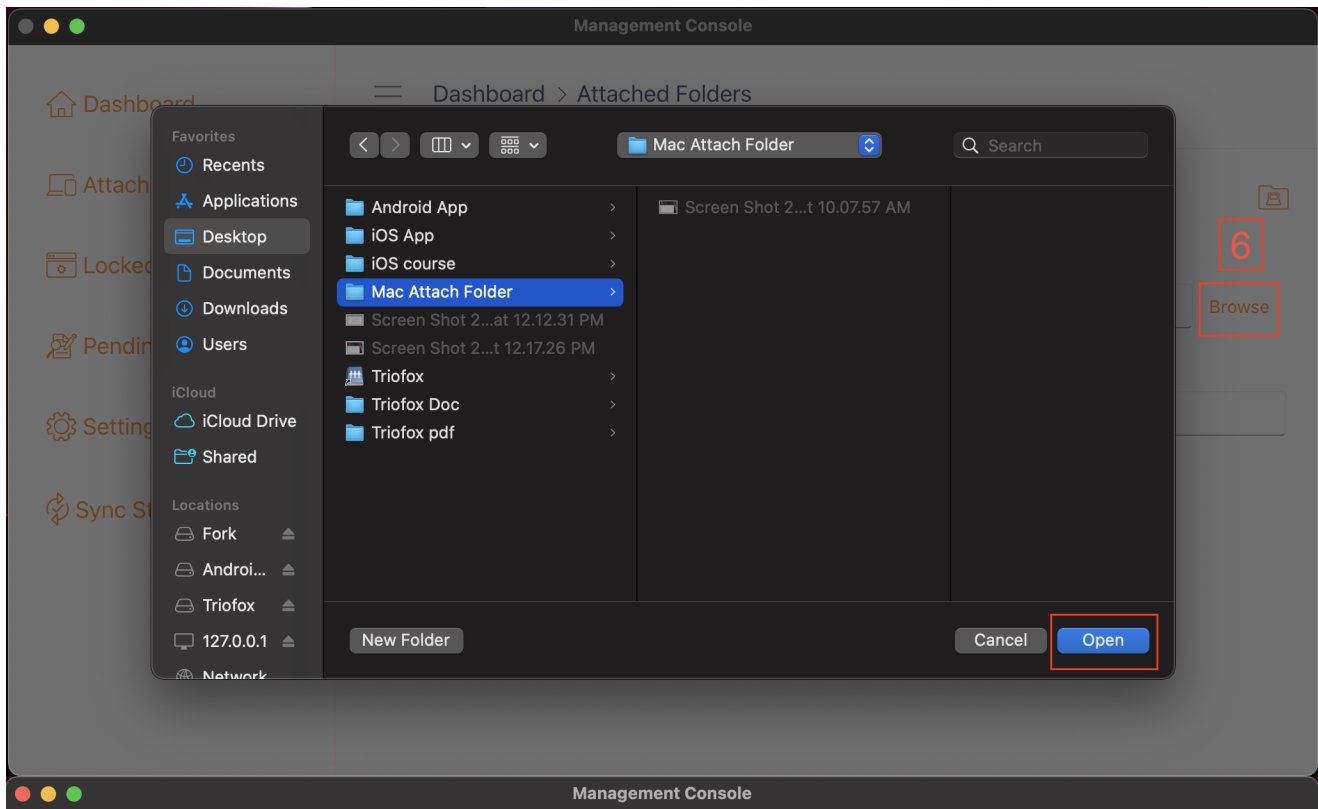 Management Console
Dashboard
Dashboard > Attached Folders
Attach
Locked
Pendin
Setting
Sync St
6
Browse
Favorites
Recents
Applications
Desktop
Documents
Downloads
Users
iCloud
iCloud Drive
Shared
Locations
Fork
Androi...
Triofox
127.0.0.1
Network
Mac Attach Folder
Search
Android App
iOS App
iOS course
Mac Attach Folder
Screen Shot 2...at 12.12.31 PM
Screen Shot 2...t 12.17.26 PM
Triofox
Triofox Doc
Triofox pdf
Screen Shot 2...t 10.07.57 AM
New Folder
Cancel
Open
Management Console